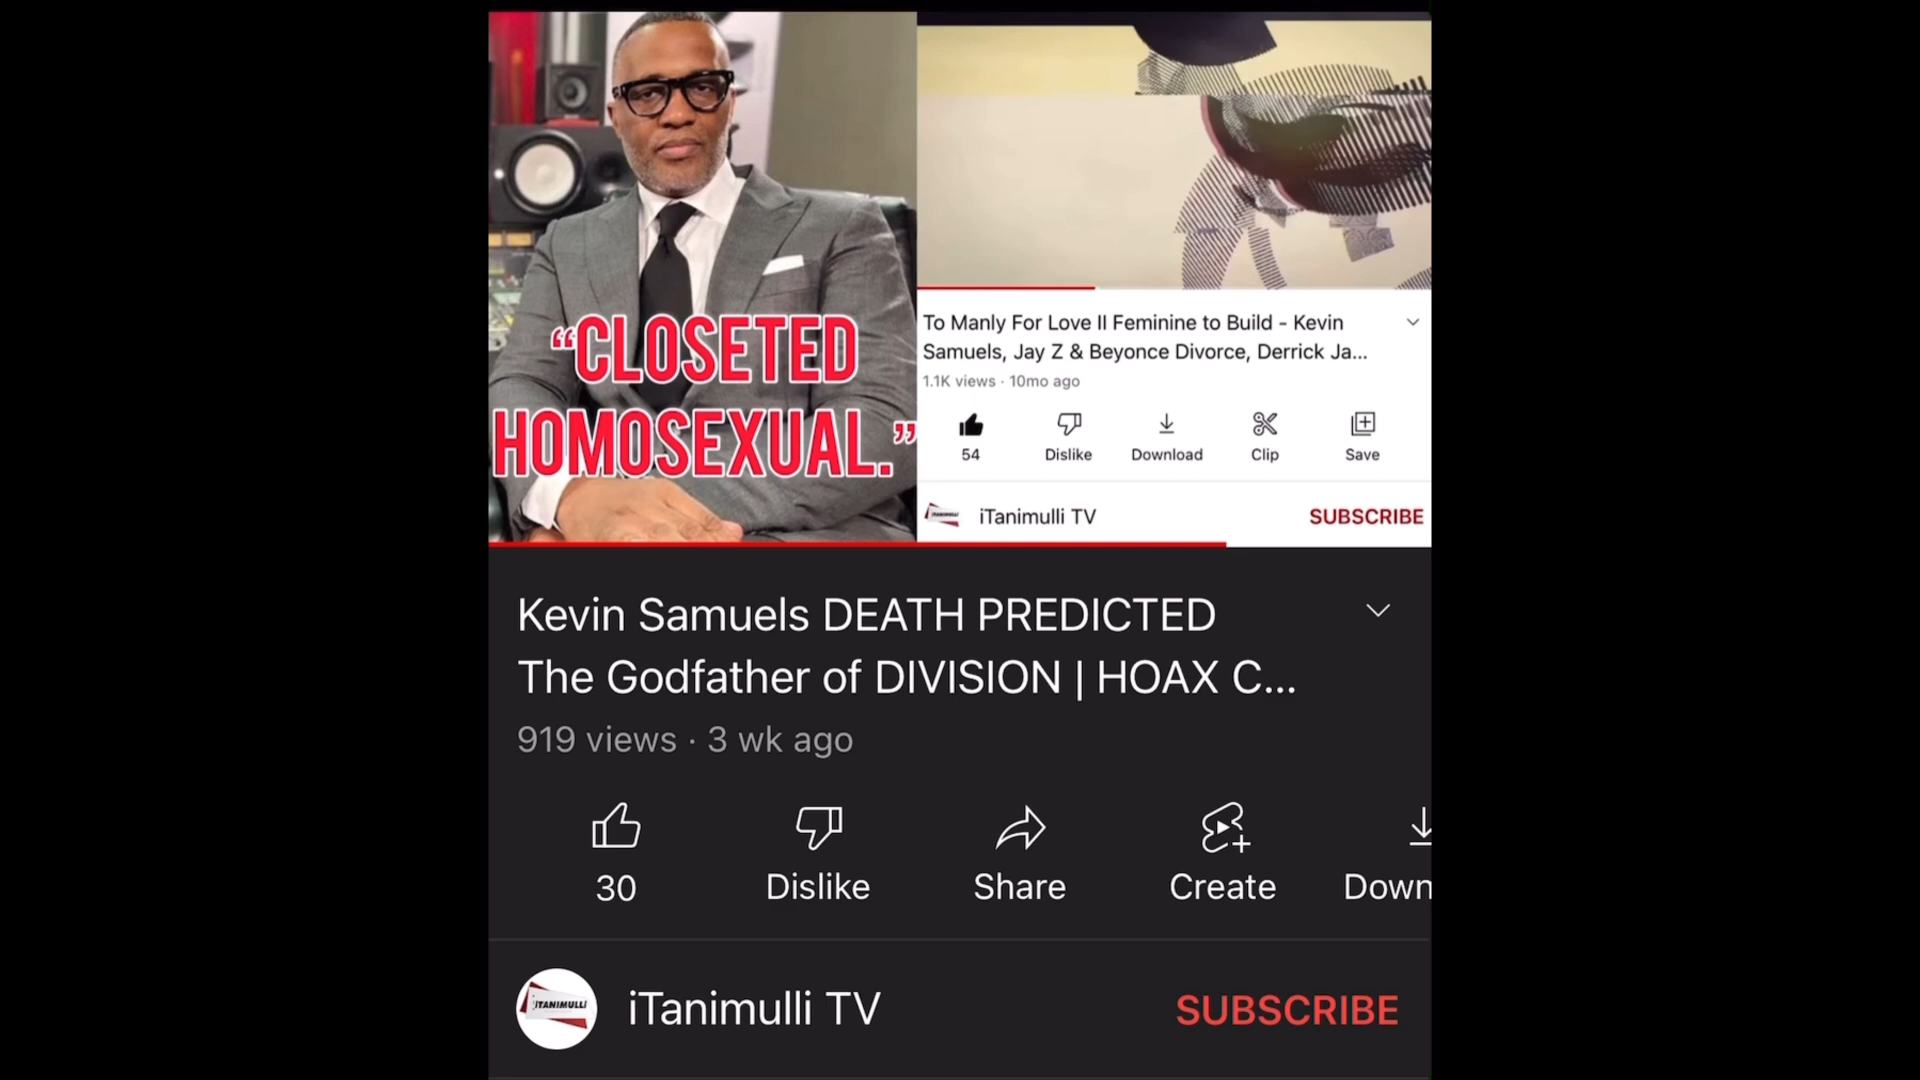 “CLOSETED
HOMOSEXUAL.”
To Manly For Love II Feminine to Build - Kevin
Samuels, Jay Z & Beyonce Divorce, Derrick Ja...
1.1K views · 10mo ago
54
Dislike
Download
Clip
Save
iTanimulli TV
SUBSCRIBE
Kevin Samuels DEATH PREDICTED
The Godfather of DIVISION | HOAX C...
919 views · 3 wk ago
30
Dislike
Share
Create
Down
ITANIMULLI
iTanimulli TV
SUBSCRIBE